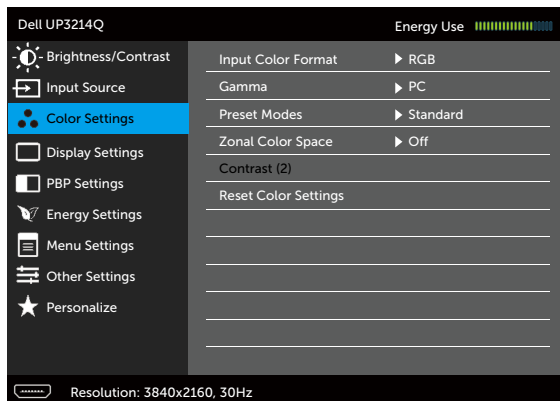 Dell UP3214Q
Energy Use
Brightness/Contrast
Input Source
Color Settings
Display Settings
PBP Settings
Energy Settings
Menu Settings
Other Settings
Personalize
Input Color Format RGB
Gamma PC
Preset Modes Standard
Zonal Color Space Off
Contrast (2)
Reset Color Settings
Resolution: 3840x2160, 30Hz